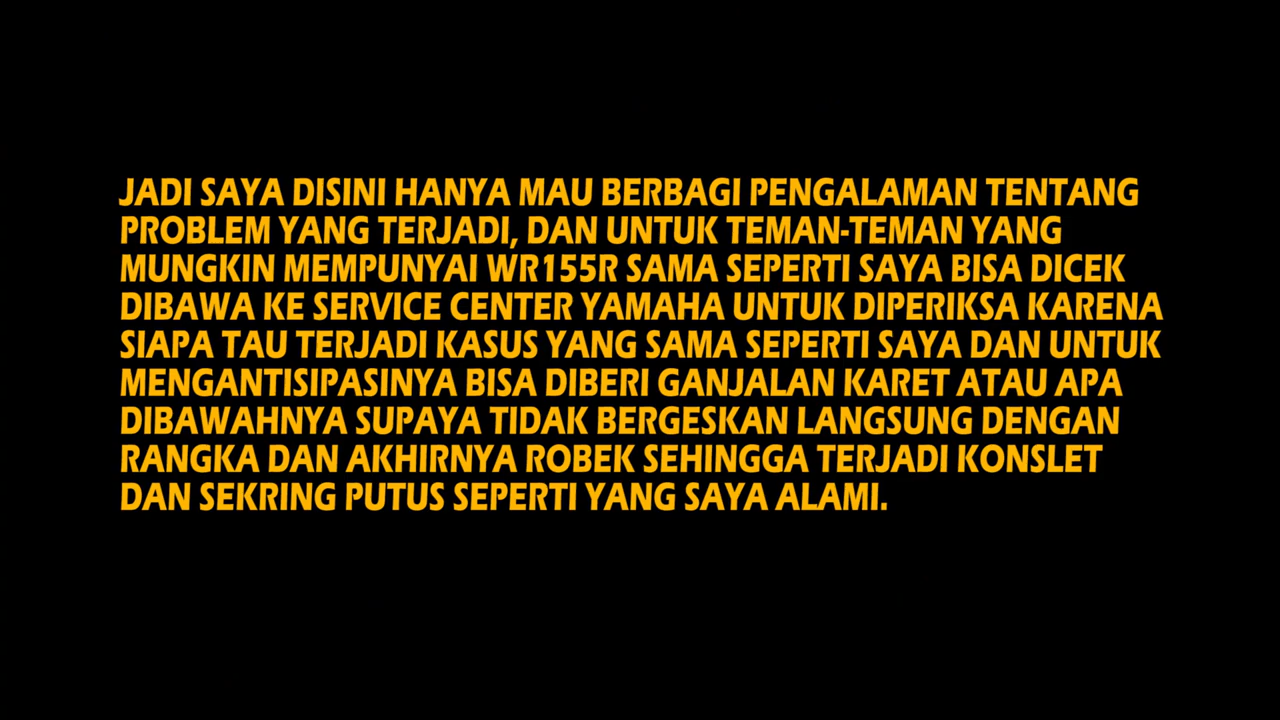 JADI SAYA DISINI HANYA MAU BERBAGI PENGALAMAN TENTANG
PROBLEM YANG TERJADI, DAN UNTUK TEMAN-TEMAN YANG
MUNGKIN MEMPUNYAI WR155R SAMA SEPERTI SAYA BISA DICEK
DIBAWA KE SERVICE CENTER YAMAHA UNTUK DIPERIKSA KARENA
SIAPA TAU TERJADI KASUS YANG SAMA SEPERTI SAYA DAN UNTUK
MENGANTISIPASINYA BISA DIBERI GANJALAN KARET ATAU APA
DIBAWAHNYA SUPAYA TIDAK BERGESKAN LANGSUNG DENGAN
RANGKA DAN AKHIRNYA ROBEK SEHINGGA TERJADI KONSLET
DAN SEKRING PUTUS SEPERTI YANG SAYA ALAMI.